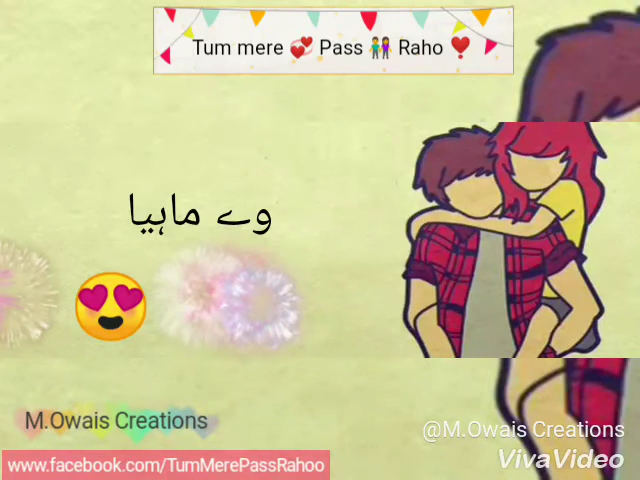 Tum mere 💞 Pass 👫 Raho ❣
وے ماہیا
😍
M.Owais Creations
@M.Owais Creations
VivaVideo
www.facebook.com/TumMerePassRahoo